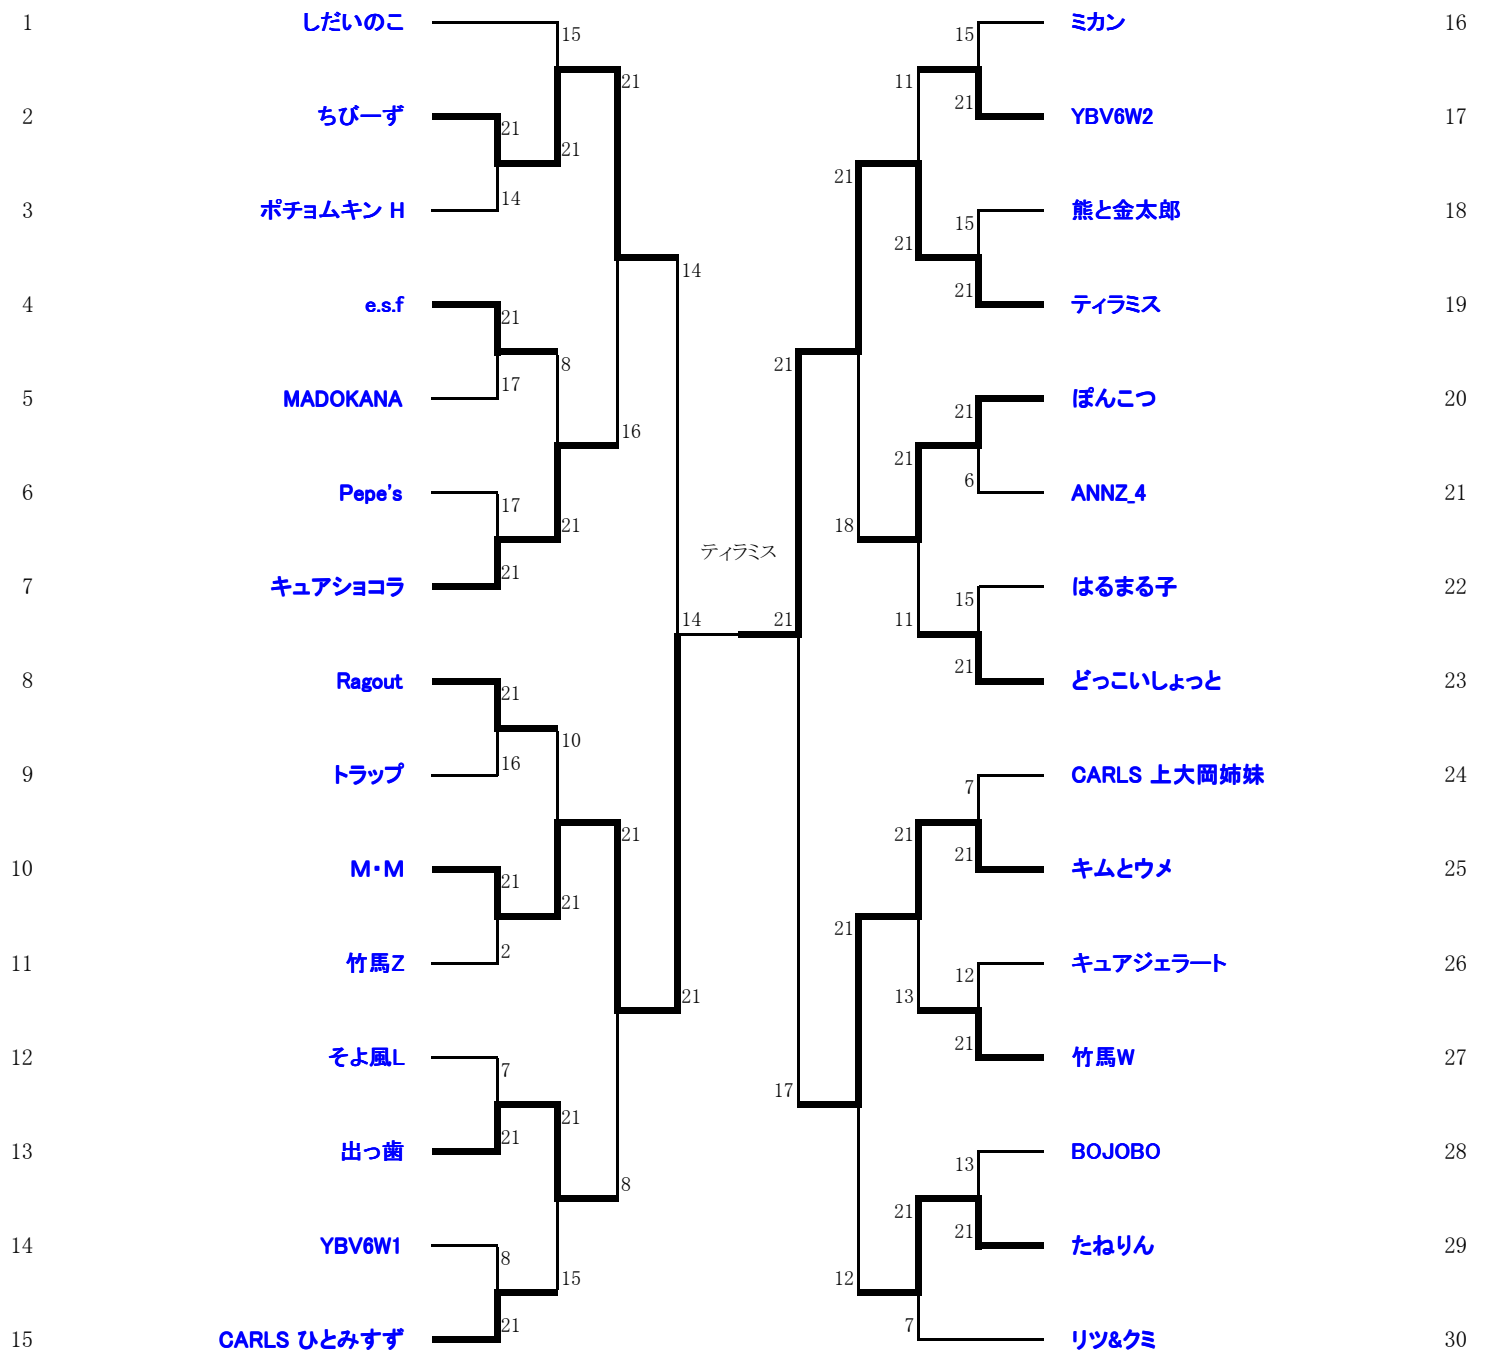 1 しだいのこ 15 15 ミカン 16
21 11
2 ちびーず 21 21 21 YBV6W2 17
21
3 ポチョムキン H 14 15 熊と金太郎 18
21
14
4 e.s.f 21 21 ティラミス 19
8 21
5 MADOKANA 17 21 ぽんこつ 20
16 21
6 Pepe's 17 6 ANNZ_4 21
21 18
ティラミス
7 キュアショコラ 21 15 はるまる子 22
14 21 11
8 Ragout 21 21 どっこいしょっと 23
10
9 トラップ 16 7 CARLS 上大岡姉妹 24
21 21
10 M・M 21 21 キムとウメ 25
21 21
11 竹馬Z 2 12 キュアジェラート 26
21 13
12 そよ風L 7 21 竹馬W 27
21 17
13 出っ歯 21 13 BOJOBO 28
8 21
14 YBV6W1 8 21 たねりん 29
15 12
15 CARLS ひとみすず 21 7 リツ&クミ 30